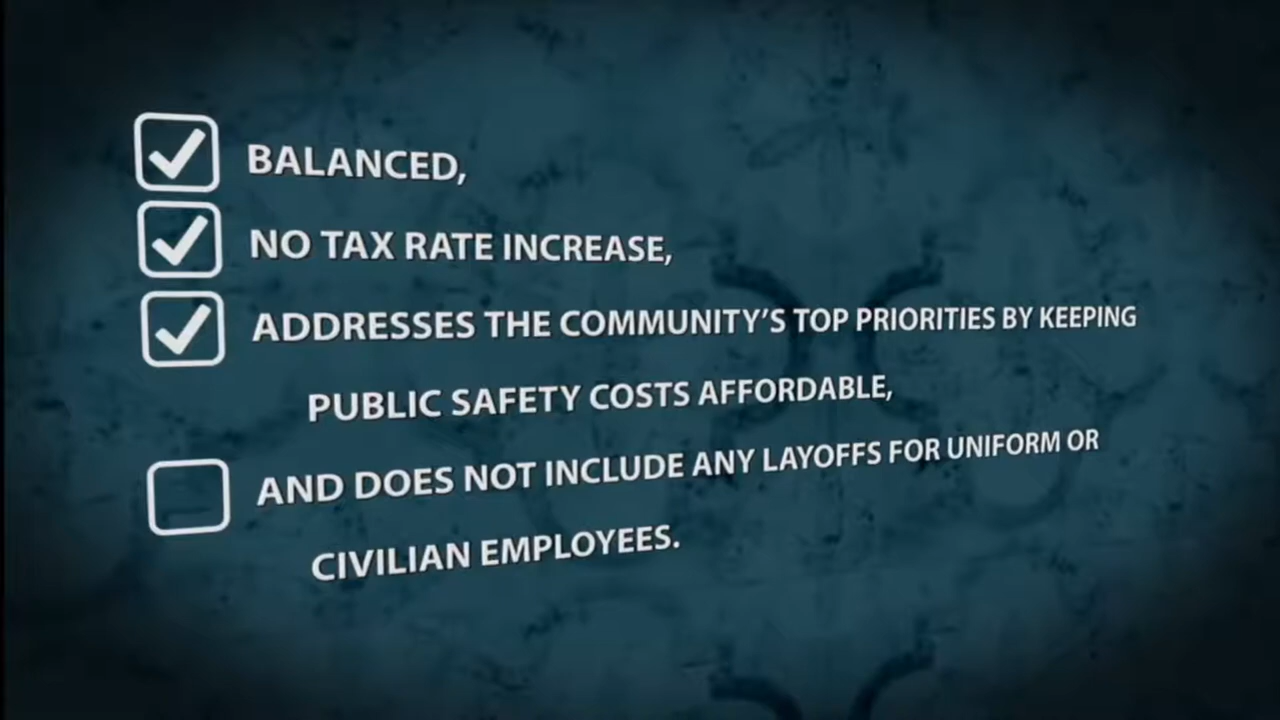 BALANCED,
NO TAX RATE INCREASE,
ADDRESSES THE COMMUNITY'S TOP PRIORITIES BY KEEPING
PUBLIC SAFETY COSTS AFFORDABLE,
AND DOES NOT INCLUDE ANY LAYOFFS FOR UNIFORM OR
CIVILIAN EMPLOYEES.